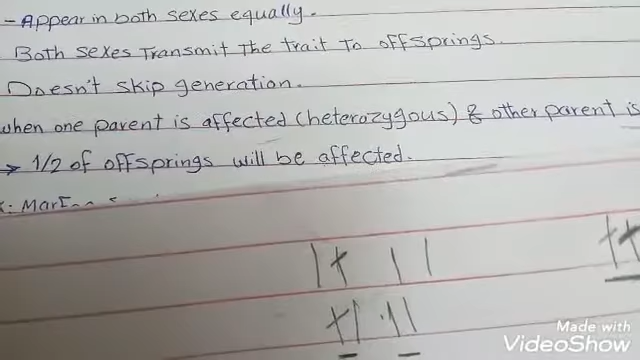 - Appear in both sexes equally.
Both sexes Transmit The trait To offsprings.
Doesn't skip generation.
when one parent is affected (heterozygous) & other parent is
→ 1/2 of offsprings will be affected.
Made with
VideoShow